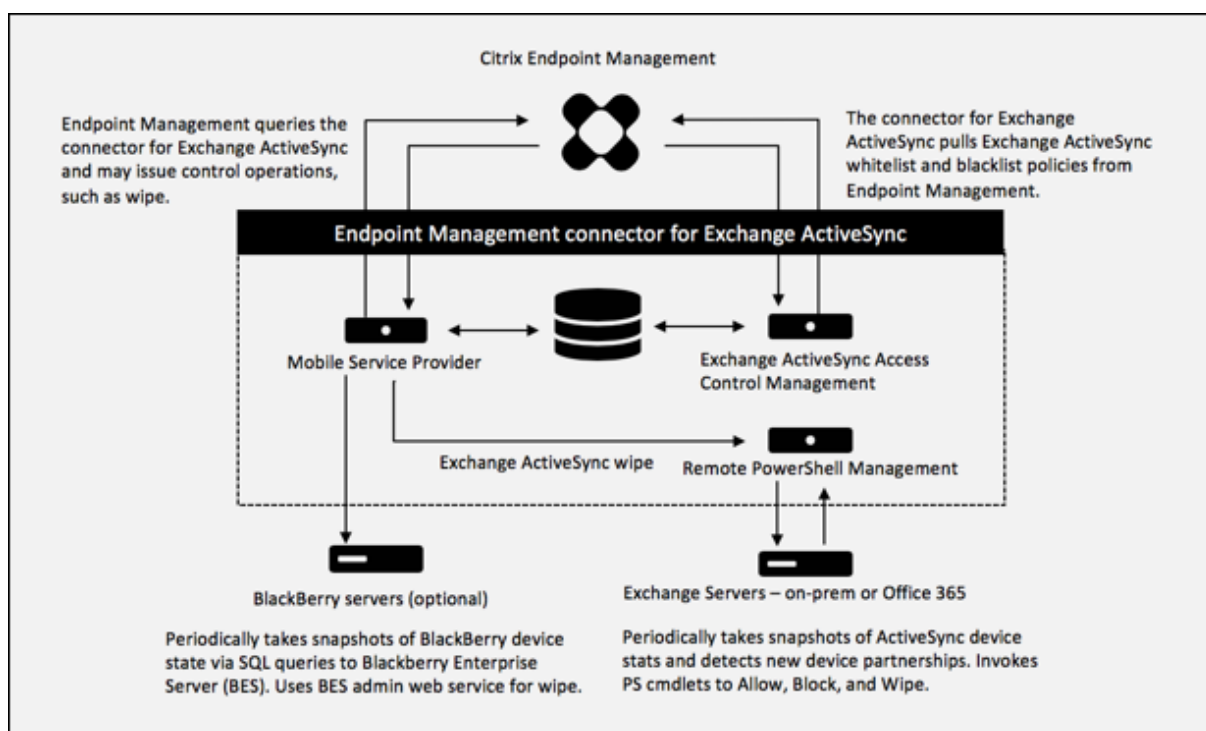 Citrix Endpoint Management
Endpoint Management queries the
connector for Exchange ActiveSync
and may issue control operations,
such as wipe.
The connector for Exchange
ActiveSync pulls Exchange ActiveSync
whitelist and blacklist policies from
Endpoint Management.
Endpoint Management connector for Exchange ActiveSync
Mobile Service Provider
Exchange ActiveSync Access
Control Management
Exchange ActiveSync wipe
Remote PowerShell Management
BlackBerry servers (optional)
Periodically takes snapshots of BlackBerry device
state via SQL queries to Blackberry Enterprise
Server (BES). Uses BES admin web service for wipe.
Exchange Servers – on-prem or Office 365
Periodically takes snapshots of ActiveSync device
stats and detects new device partnerships. Invokes
PS cmdlets to Allow, Block, and Wipe.